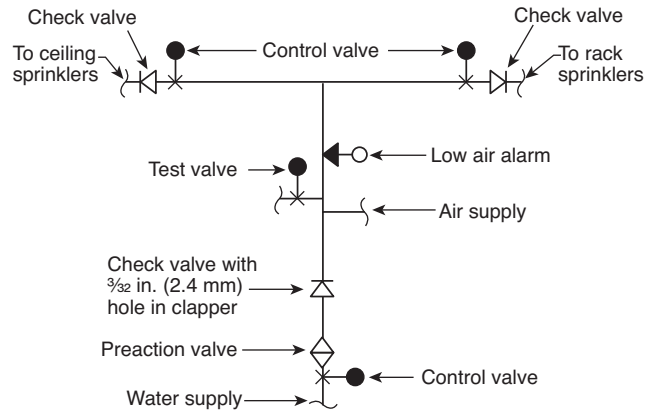 Check valve
Control valve
Check valve
To ceiling
sprinklers
To rack
sprinklers
Test valve
Low air alarm
Air supply
Check valve with
3⁄32 in. (2.4 mm)
hole in clapper
Preaction valve
Control valve
Water supply